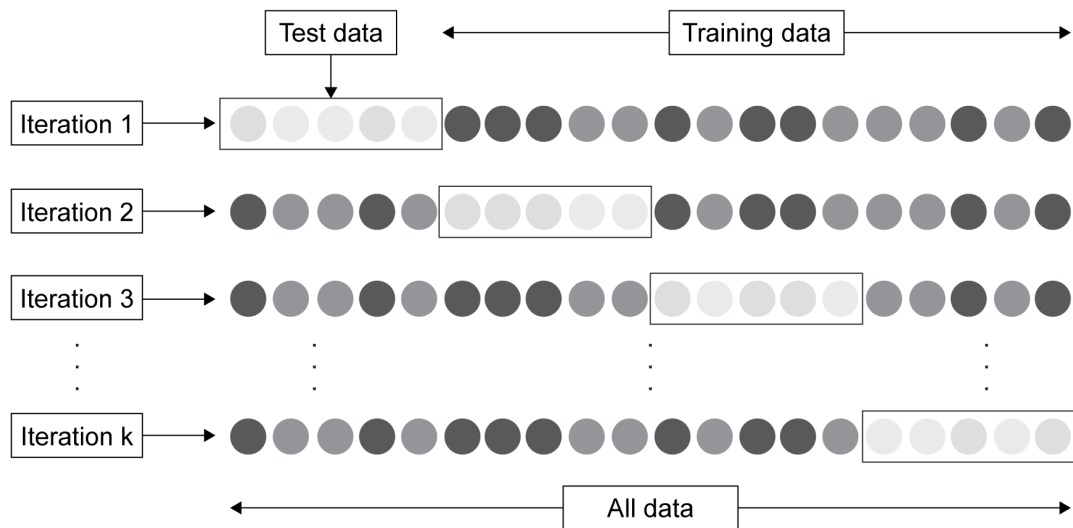 Test data
Training data
Iteration 1
Iteration 2
Iteration 3
Iteration k
All data